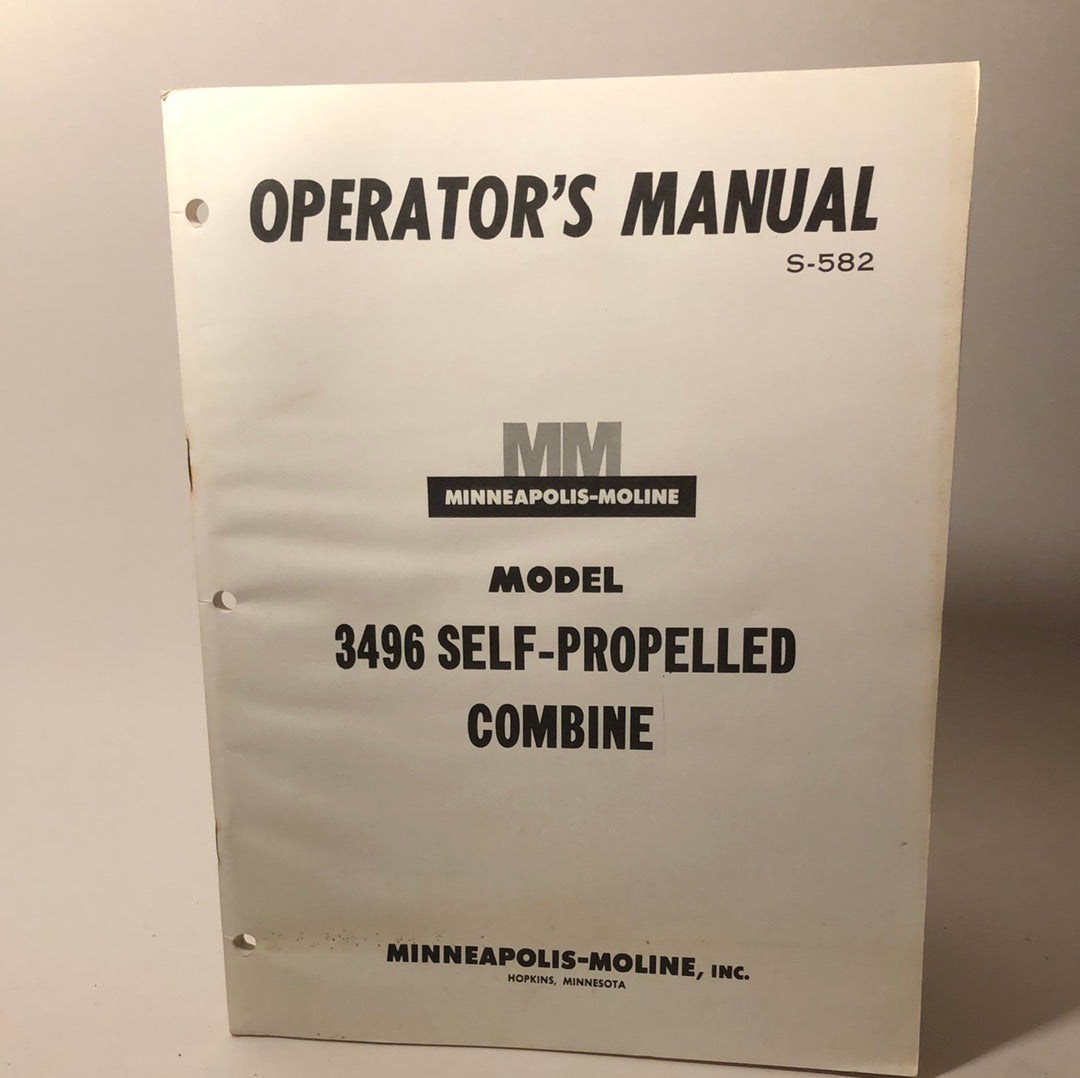 OPERATOR'S MANUAL
S-582
MM
MINNEAPOLIS-MOLINE
MODEL
3496 SELF-PROPELLED
COMBINE
MINNEAPOLIS-MOLINE, INC.
HOPKINS, MINNESOTA